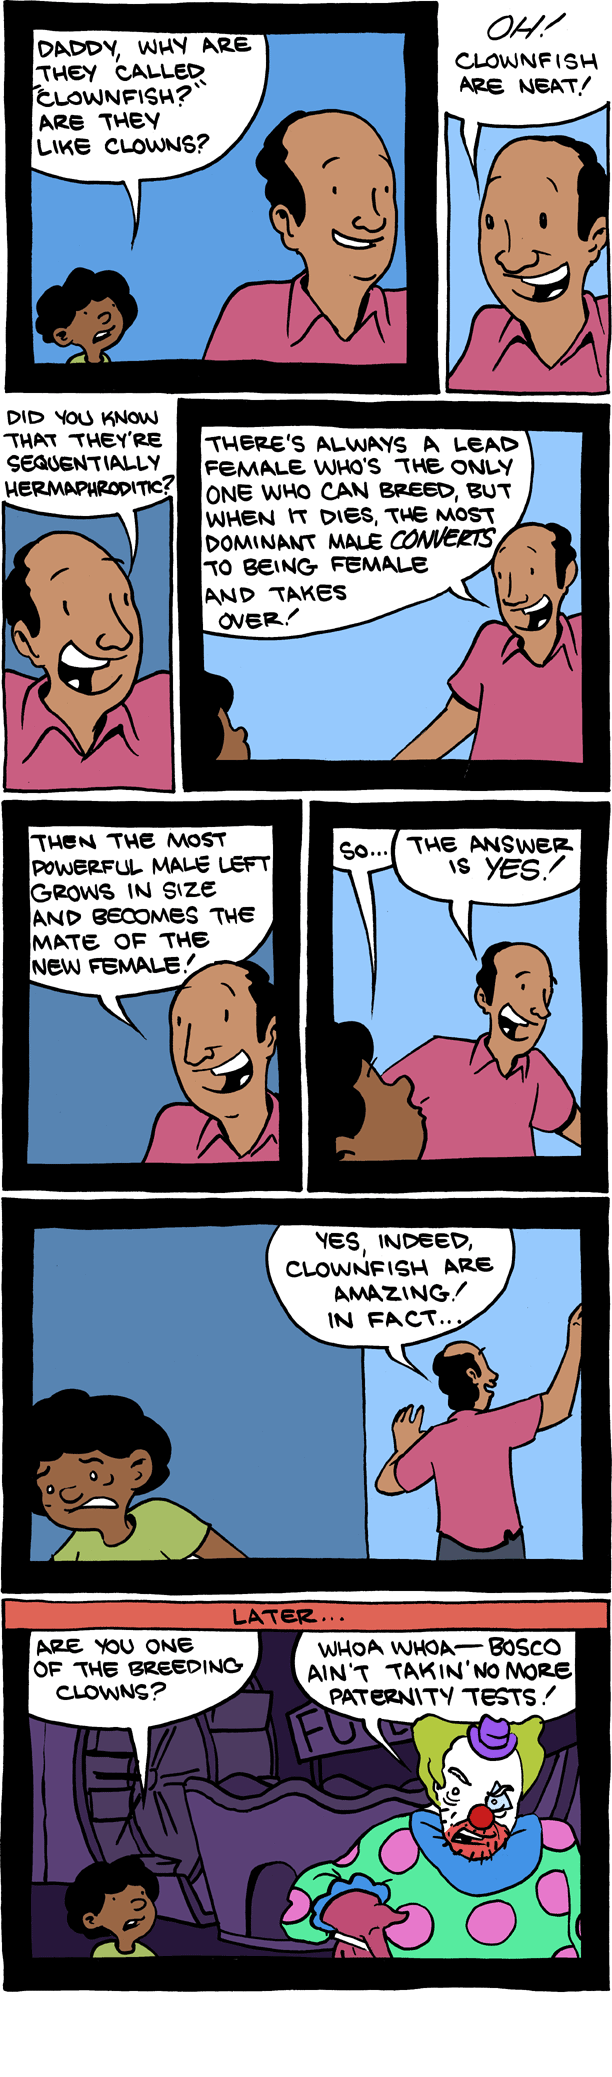 DADDY, WHY ARE
THEY CALLED
"CLOWNFISH?"
ARE THEY
LIKE CLOWNS?
OH!
CLOWNFISH
ARE NEAT!
DID YOU KNOW
THAT THEY'RE
SEQUENTIALLY
HERMAPHRODITIC?
THERE'S ALWAYS A LEAD
FEMALE WHO'S THE ONLY
ONE WHO CAN BREED, BUT
WHEN IT DIES, THE MOST
DOMINANT MALE CONVERTS
TO BEING FEMALE
AND TAKES
OVER!
THEN THE MOST
POWERFUL MALE LEFT
GROWS IN SIZE
AND BECOMES THE
MATE OF THE
NEW FEMALE!
SO...
THE ANSWER
IS YES!
YES, INDEED,
CLOWNFISH ARE
AMAZING!
IN FACT...
LATER...
ARE YOU ONE
OF THE BREEDING
CLOWNS?
WHOA WHOA— BOSCO
AIN'T TAKIN' NO MORE
PATERNITY TESTS!